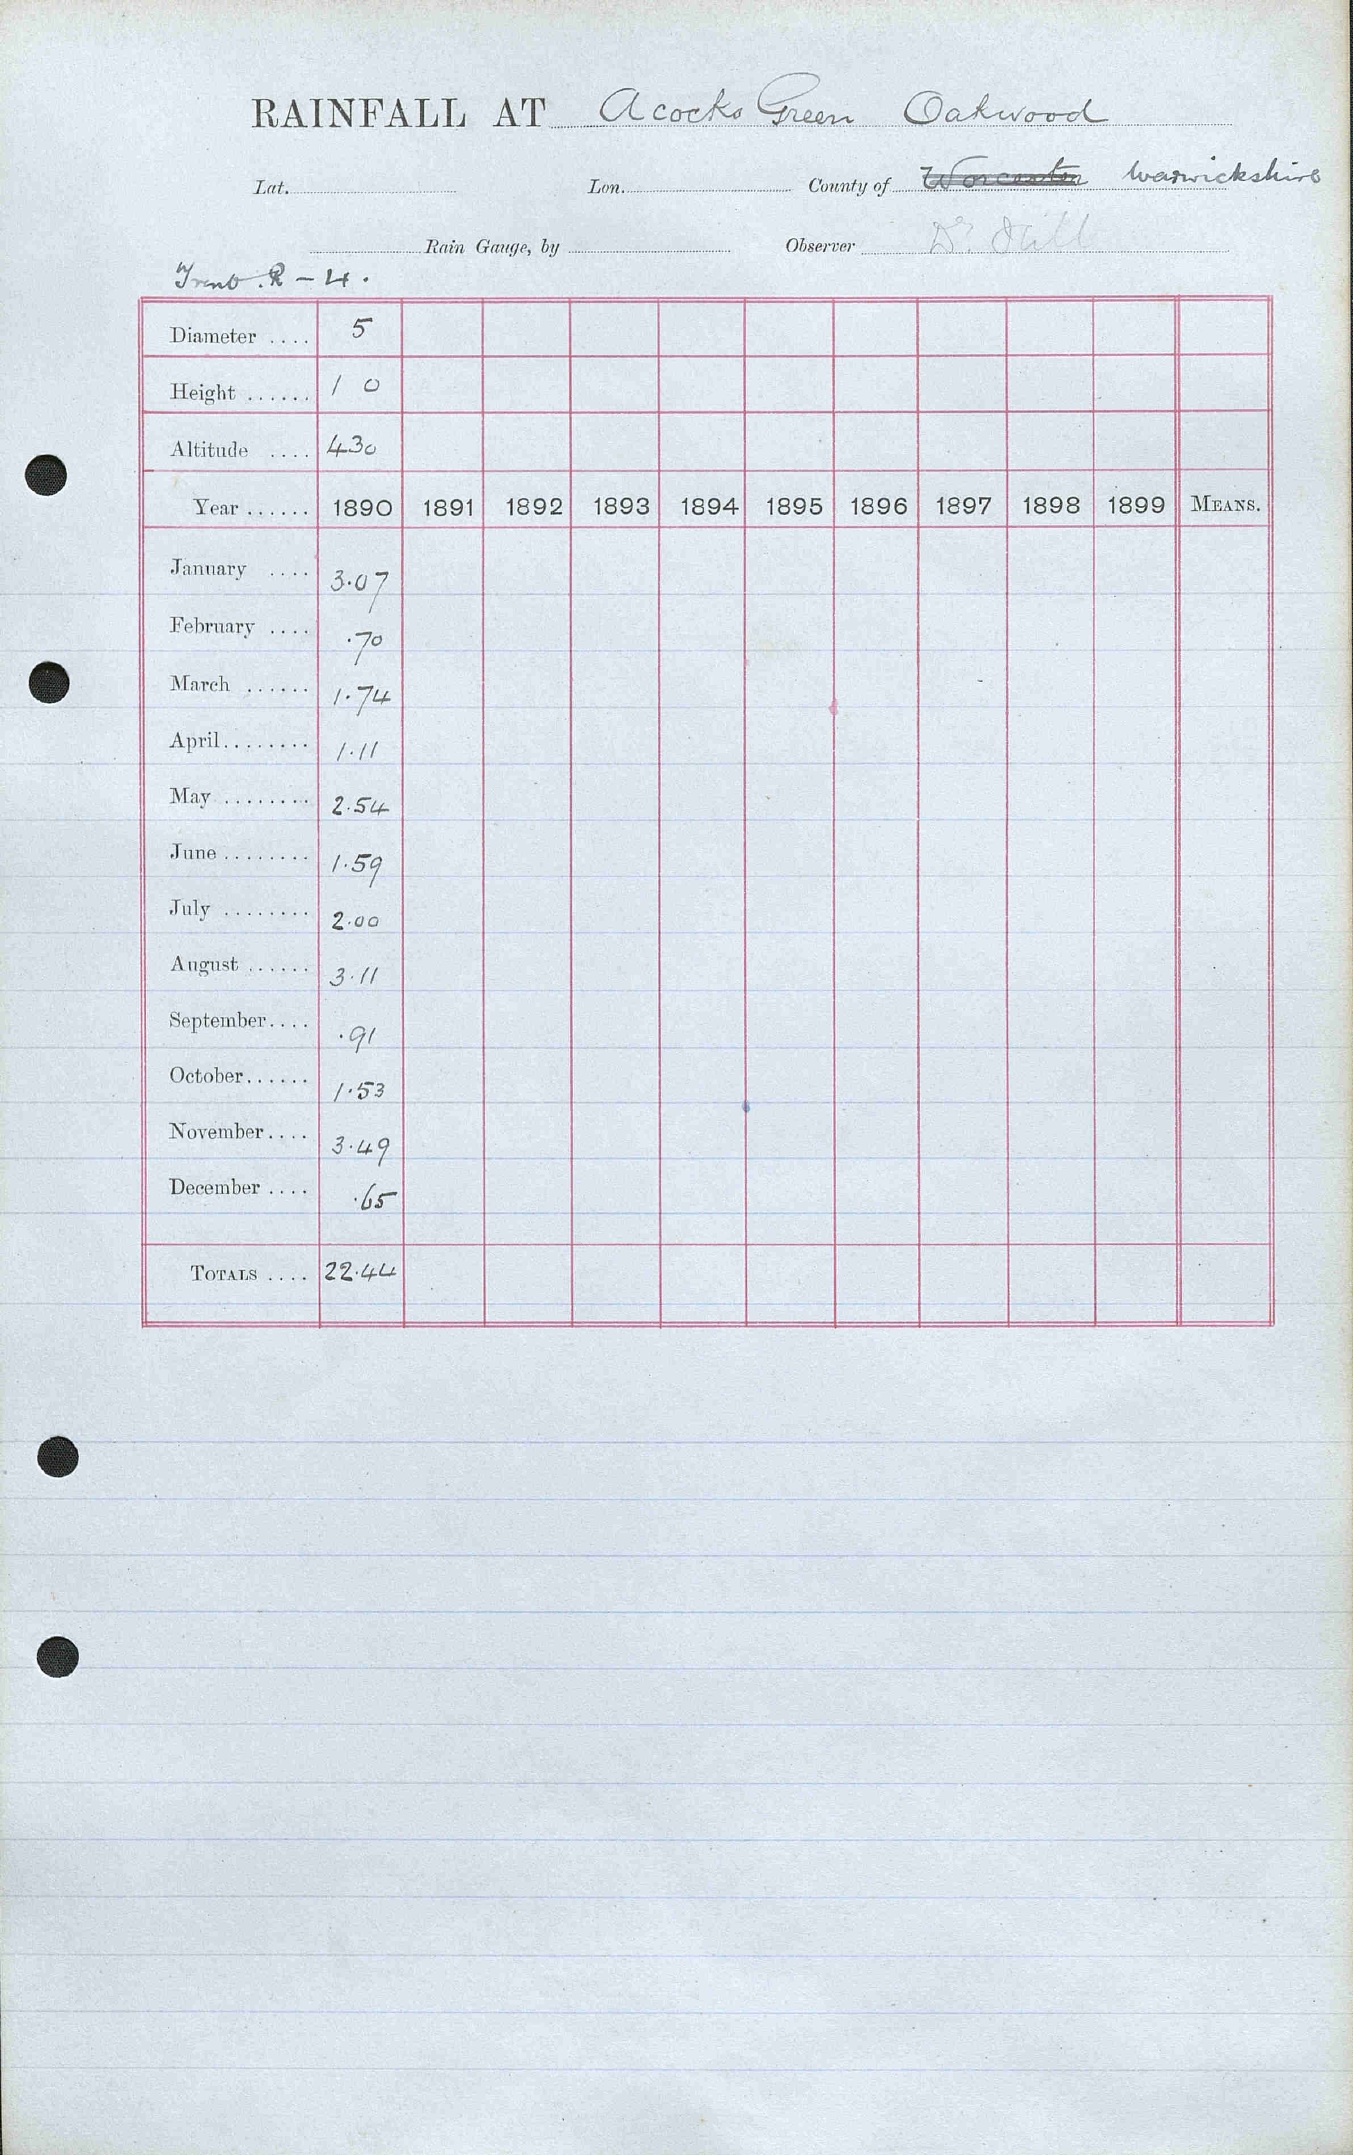 RAINFALL AT Acocks Green Oakwood
Lat. Lon. County of Worcester Warwickshire
Rain Gauge, by Observer Dr.
Trent R - 4.
Diameter .... 5
Height ...... 1 0
Altitude .... 430
Year ...... 1890 1891 1892 1893 1894 1895 1896 1897 1898 1899 MEANS.
January .... 3.07
February .... .70
March ...... 1.74
April........ 1.11
May ........ 2.54
June ........ 1.59
July ........ 2.00
August ...... 3.11
September.... .91
October...... 1.53
November.... 3.49
December .... .65
TOTALS .... 22.44